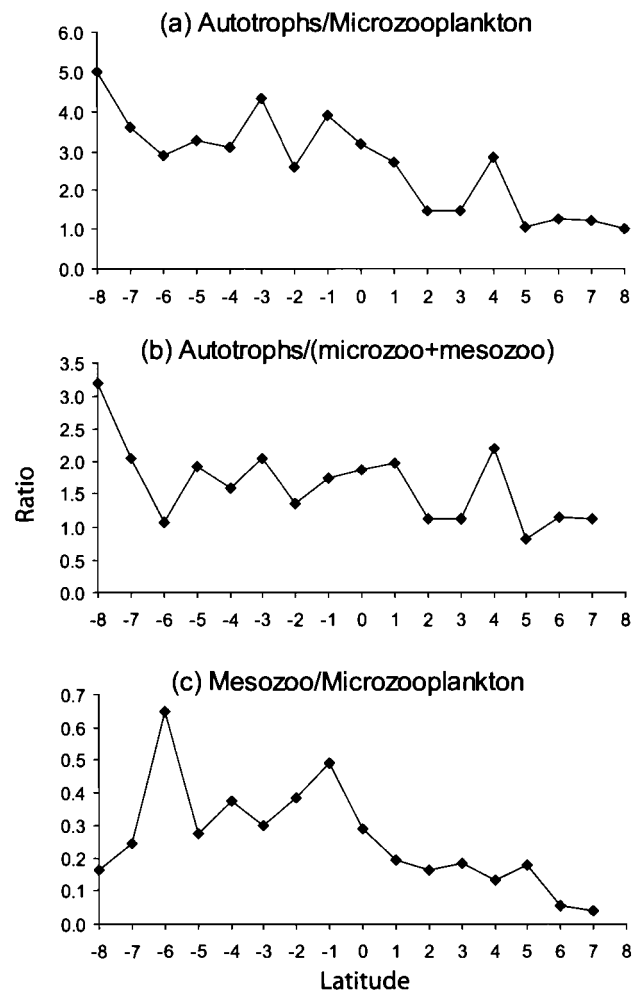 (a) Autotrophs/Microzooplankton
6.0
5.0
4.0
3.0
2.0
1.0
0.0
-8 -7 -6 -5 -4 -3 -2 -1 0 1 2 3 4 5 6 7 8
(b) Autotrophs/(microzoo+mesozoo)
3.5
3.0
2.5
2.0
1.5
1.0
0.5
0.0
Ratio
-8 -7 -6 -5 -4 -3 -2 -1 0 1 2 3 4 5 6 7 8
(c) Mesozoo/Microzooplankton
0.7
0.6
0.5
0.4
0.3
0.2
0.1
0.0
-8 -7 -6 -5 -4 -3 -2 -1 0 1 2 3 4 5 6 7 8
Latitude